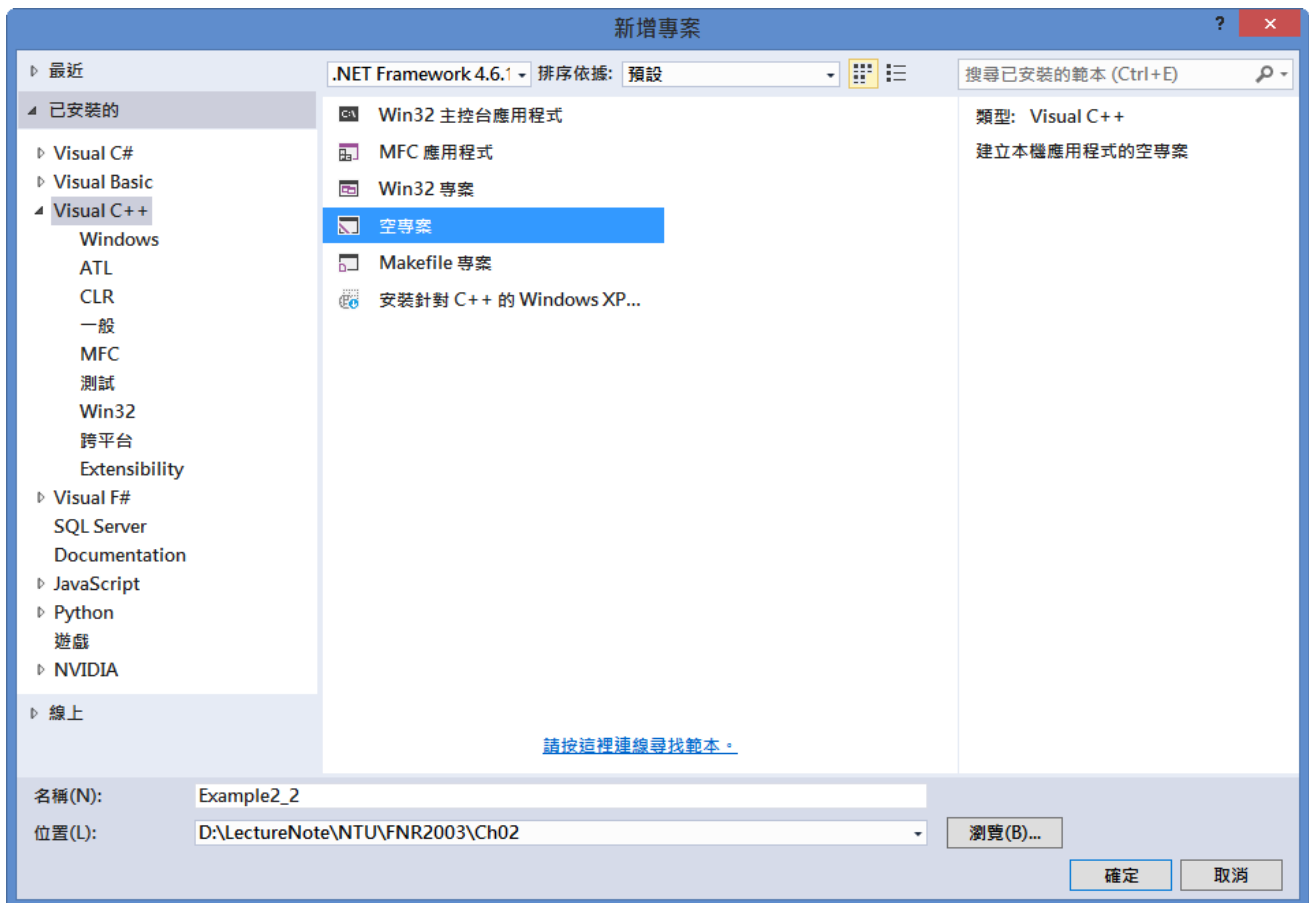 新增專案
?
最近
已安裝的
Visual C#
Visual Basic
Visual C++
Windows
ATL
CLR
一般
MFC
測試
Win32
跨平台
Extensibility
Visual F#
SQL Server
Documentation
JavaScript
Python
遊戲
NVIDIA
線上
.NET Framework 4.6.1 排序依據: 預設
Win32 主控台應用程式
MFC 應用程式
Win32 專案
空專案
Makefile 專案
安裝針對 C++ 的 Windows XP...
請按這裡連線尋找範本。
搜尋已安裝的範本 (Ctrl+E)
類型: Visual C++
建立本機應用程式的空專案
名稱(N): Example2_2
位置(L): D:\LectureNote\NTU\FNR2003\Ch02 瀏覽(B)...
確定 取消